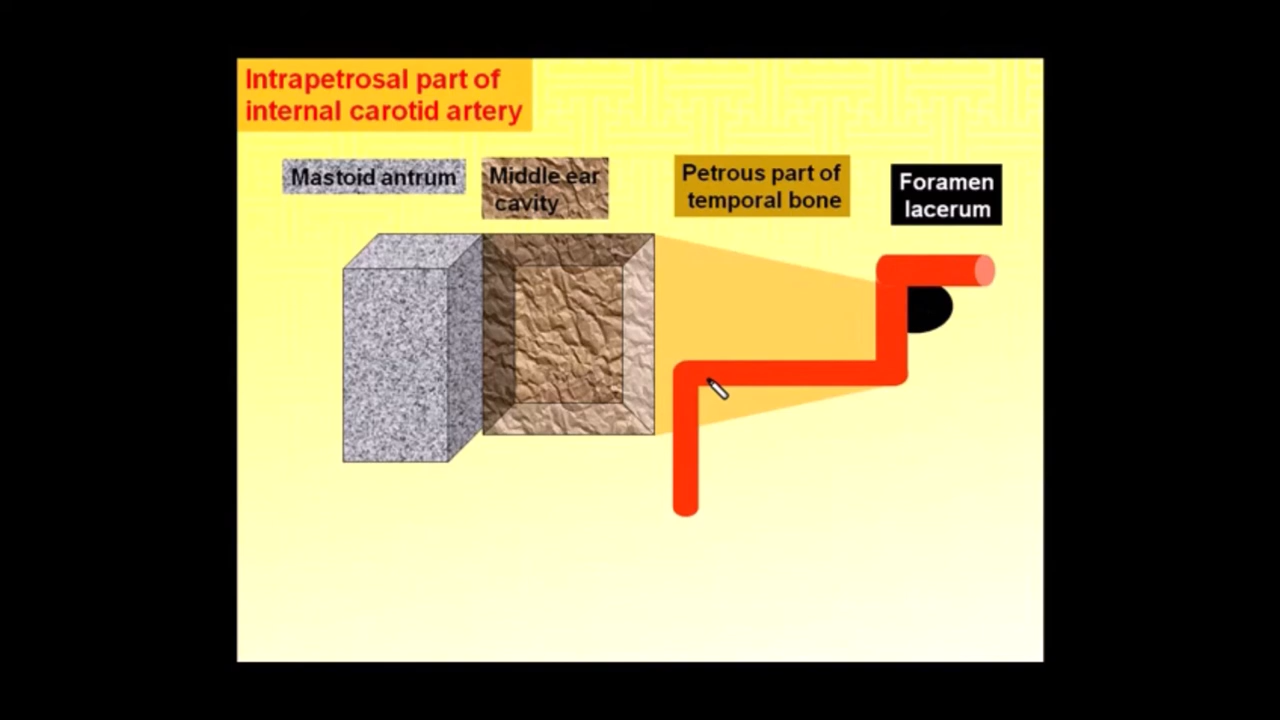 Intrapetrosal part of
internal carotid artery
Mastoid antrum
Middle ear
cavity
Petrous part of
temporal bone
Foramen
lacerum